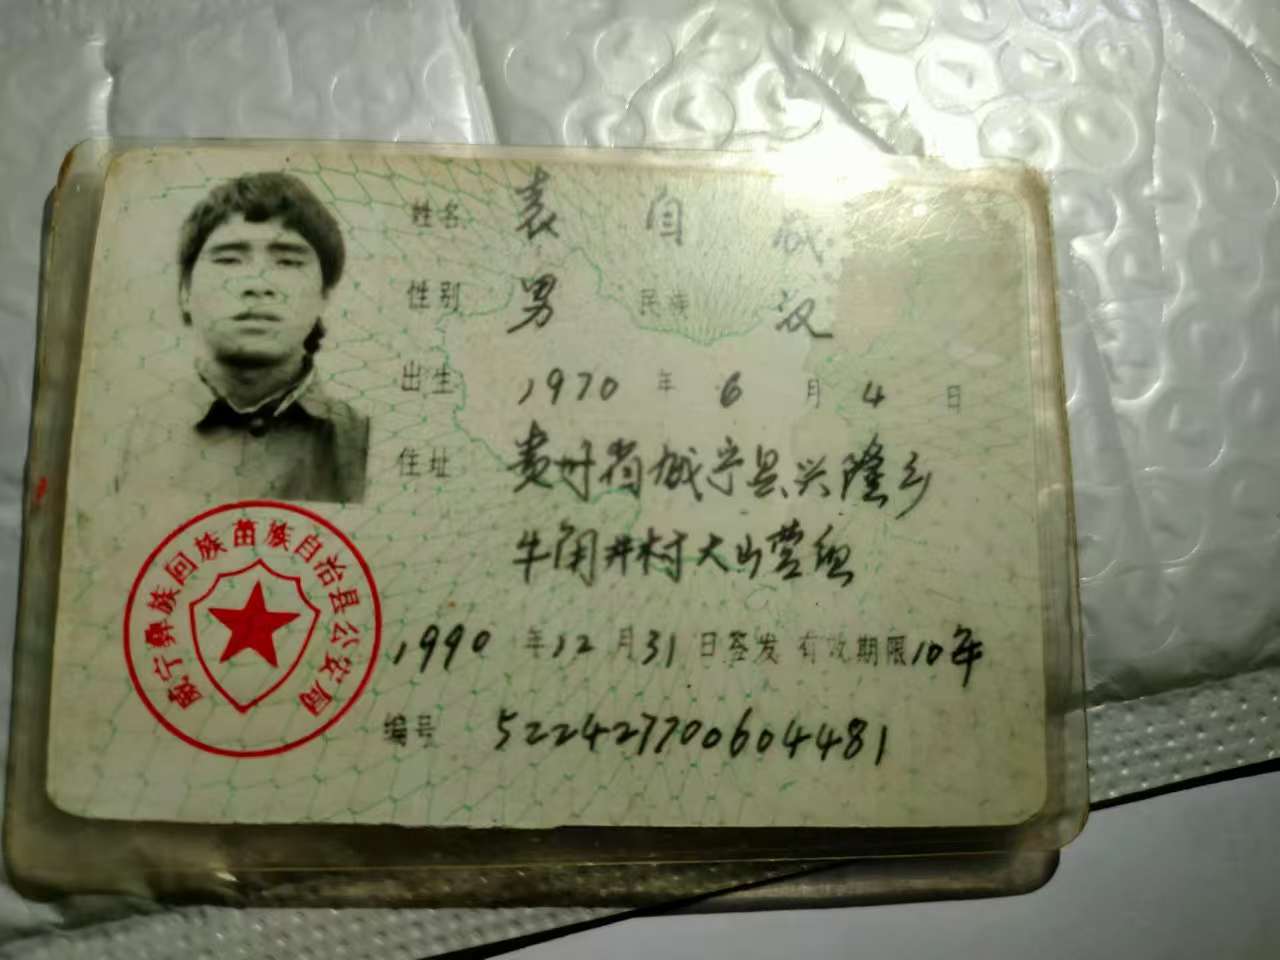 姓名 袁 自 成
性别 男 民族 汉
出生 1970 年 6 月 4 日
住址 贵州省威宁县兴隆乡
牛角井村大山营组
威宁彝族回族苗族自治县公安局
1990 年 12 月 31 日签发 有效期限 10年
编号 522427700604481